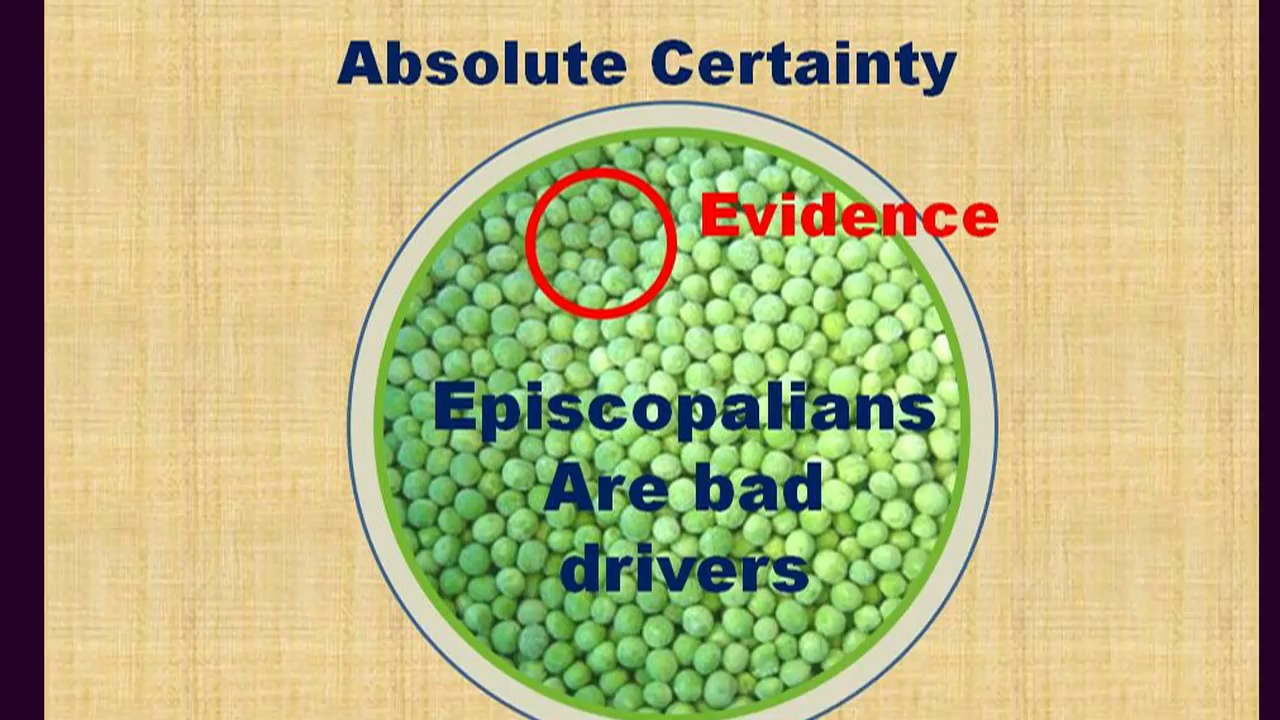 Absolute Certainty
Evidence
Episcopalians
Are bad
drivers